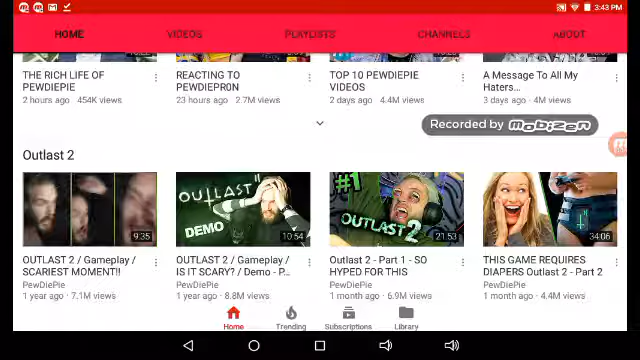 3:43 PM
HOME VIDEOS PLAYLISTS CHANNELS ABOUT
THE RICH LIFE OF
PEWDIEPIE
2 hours ago · 454K views
REACTING TO
PEWDIEPRON
23 hours ago · 2.7M views
TOP 10 PEWDIEPIE
VIDEOS
2 days ago · 4.4M views
A Message To All My
Haters...
3 days ago · 4M views
Recorded by mobizen
Outlast 2
9:35
OUTLAST II
DEMO
10:54
#1
OUTLAST 2
21:53
34:06
OUTLAST 2 / Gameplay /
SCARIEST MOMENT!!
PewDiePie
1 year ago · 7.1M views
OUTLAST 2 / Gameplay /
IS IT SCARY? / Demo - P...
PewDiePie
1 year ago · 8.8M views
Outlast 2 - Part 1 - SO
HYPED FOR THIS
PewDiePie
1 month ago · 6.9M views
THIS GAME REQUIRES
DIAPERS Outlast 2 - Part 2
PewDiePie
1 month ago · 4.4M views
Home Trending Subscriptions Library